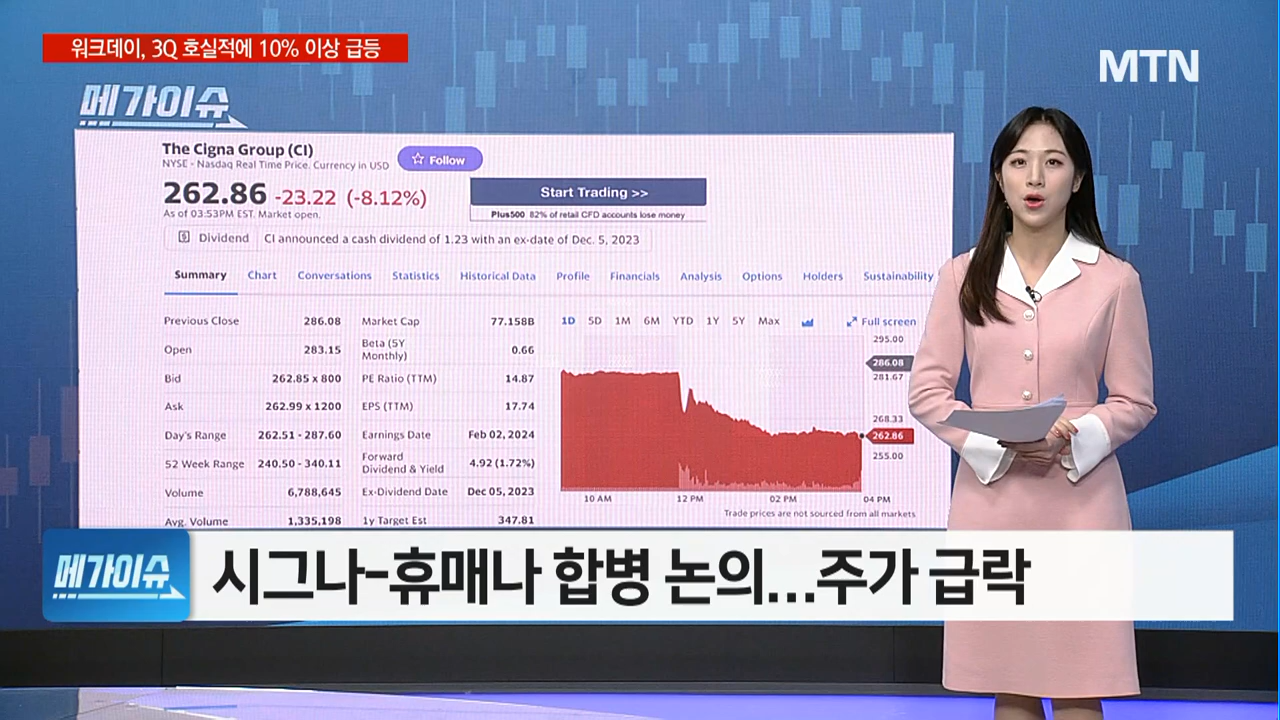 워크데이, 3Q 호실적에 10% 이상 급등
MTN
메가이슈
The Cigna Group (CI)
NYSE - Nasdaq Real Time Price. Currency in USD
Follow
262.86 -23.22 (-8.12%)
As of 03:53PM EST. Market open.
Start Trading >>
Plus500 82% of retail CFD accounts lose money
Dividend CI announced a cash dividend of 1.23 with an ex-date of Dec. 5, 2023
Summary Chart Conversations Statistics Historical Data Profile Financials Analysis Options Holders Sustainability
Previous Close 286.08
Open 283.15
Bid 262.85 x 800
Ask 262.99 x 1200
Day's Range 262.51 - 287.60
52 Week Range 240.50 - 340.11
Volume 6,788,645
Avg. Volume 1,335,198
Market Cap 77.158B
Beta (5Y Monthly) 0.66
PE Ratio (TTM) 14.87
EPS (TTM) 17.74
Earnings Date Feb 02, 2024
Forward Dividend & Yield 4.92 (1.72%)
Ex-Dividend Date Dec 05, 2023
1y Target Est 347.81
1D 5D 1M 6M YTD 1Y 5Y Max Full screen
295.00
286.08
281.67
268.33
262.86
255.00
10 AM 12 PM 02 PM 04 PM
Trade prices are not sourced from all markets
메가이슈
시그나-휴매나 합병 논의...주가 급락